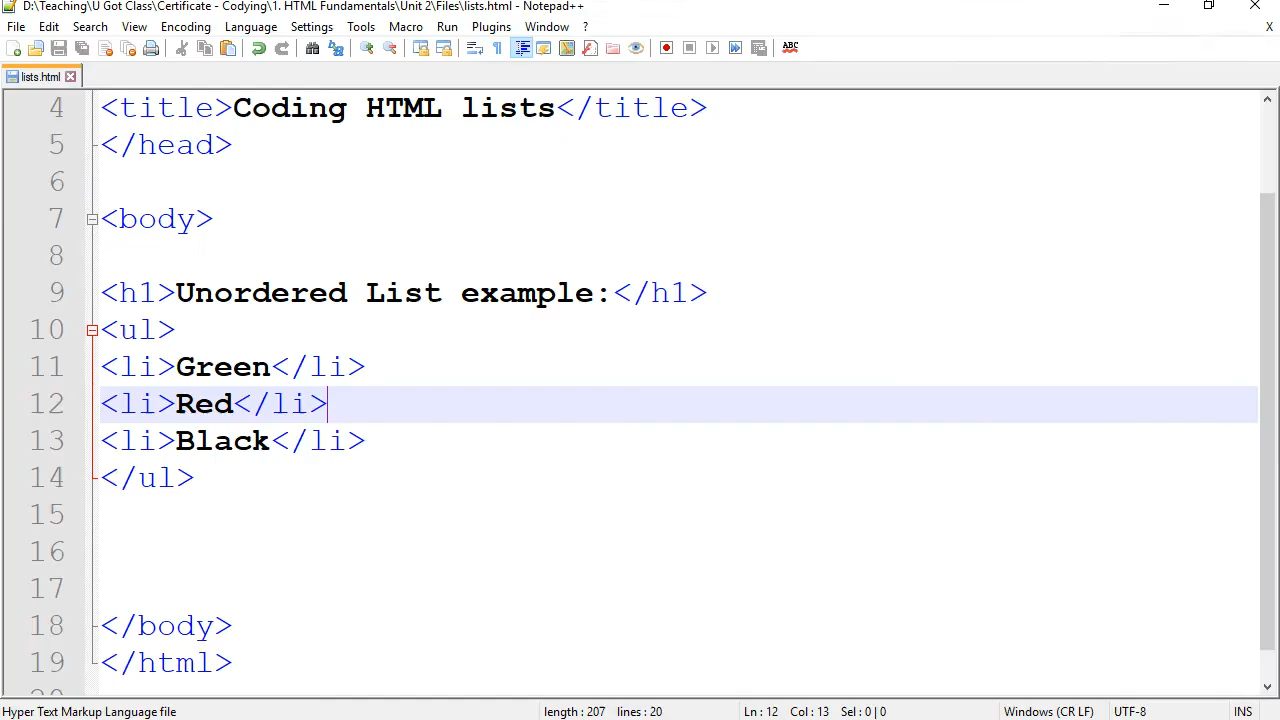 D:\Teaching\U Got Class\Certificate - Codying\1. HTML Fundamentals\Unit 2\Files\lists.html - Notepad++
File Edit Search View Encoding Language Settings Tools Macro Run Plugins Window ? X
ABC
lists.html
4 <title>Coding HTML lists</title>
5 </head>
6
7 <body>
8
9 <h1>Unordered List example:</h1>
10 <ul>
11 <li>Green</li>
12 <li>Red</li>
13 <li>Black</li>
14 </ul>
15
16
17
18 </body>
19 </html>
20
Hyper Text Markup Language file length : 207 lines : 20 Ln : 12 Col : 13 Sel : 0 | 0 Windows (CR LF) UTF-8 INS